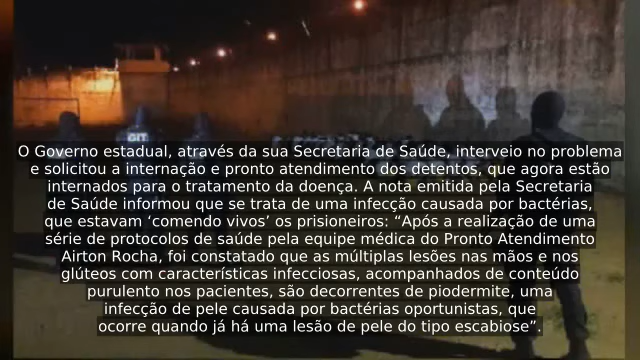 GIT
O Governo estadual, através da sua Secretaria de Saúde, interveio no problema
e solicitou a internação e pronto atendimento dos detentos, que agora estão
internados para o tratamento da doença. A nota emitida pela Secretaria
de Saúde informou que se trata de uma infecção causada por bactérias,
que estavam ‘comendo vivos’ os prisioneiros: “Após a realização de uma
série de protocolos de saúde pela equipe médica do Pronto Atendimento
Airton Rocha, foi constatado que as múltiplas lesões nas mãos e nos
glúteos com características infecciosas, acompanhados de conteúdo
purulento nos pacientes, são decorrentes de piodermite, uma
infecção de pele causada por bactérias oportunistas, que
ocorre quando já há uma lesão de pele do tipo escabiose”.